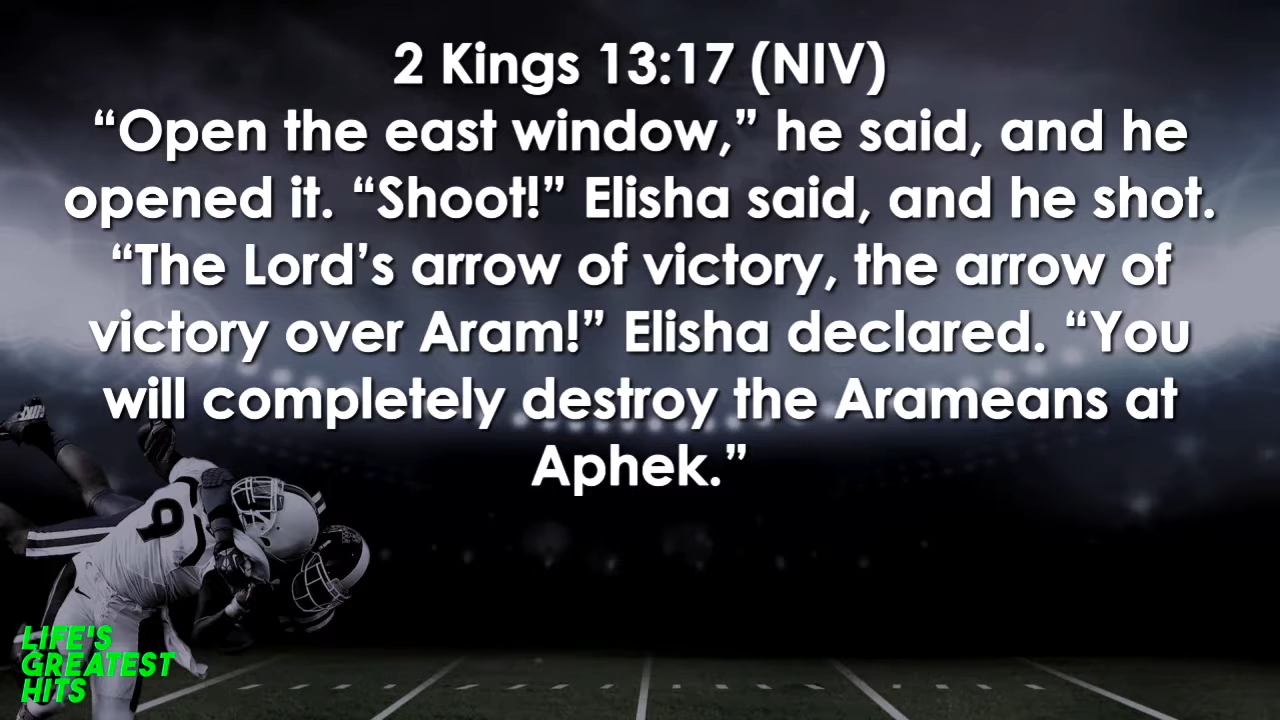 2 Kings 13:17 (NIV)
“Open the east window,” he said, and he
opened it. “Shoot!” Elisha said, and he shot.
“The Lord’s arrow of victory, the arrow of
victory over Aram!” Elisha declared. “You
will completely destroy the Arameans at
Aphek.”
9
LIFE'S
GREATEST
HITS